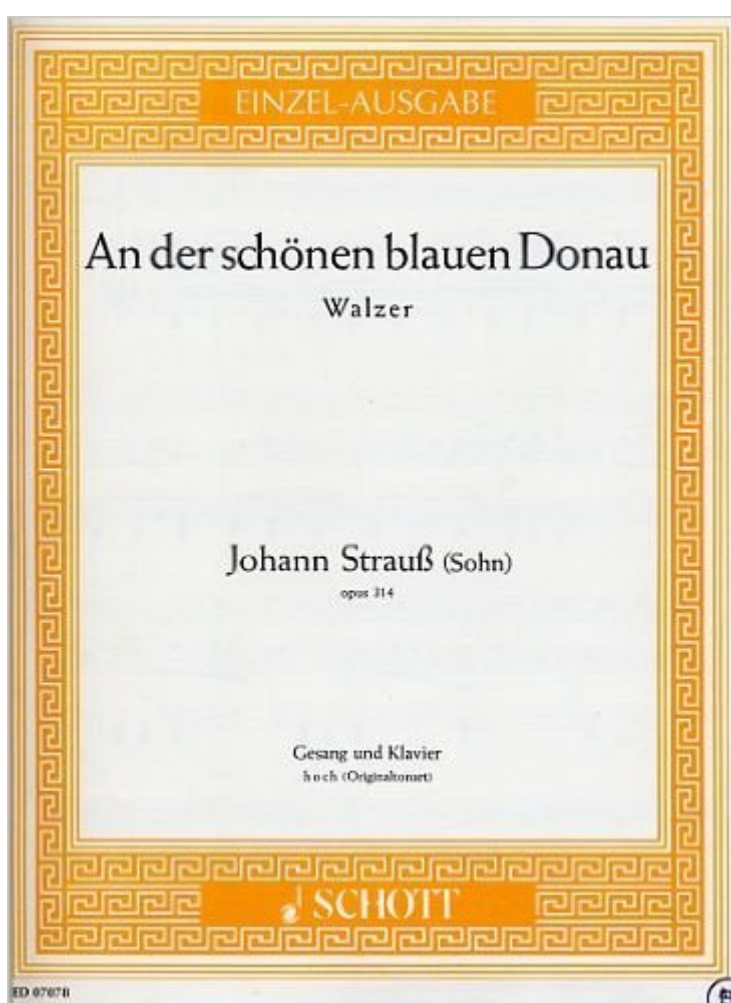 EINZEL-AUSGABE
An der schönen blauen Donau
Walzer
Johann Strauß (Sohn)
opus 314
Gesang und Klavier
hoch (Originaltonart)
SCHOTT
ED 07078